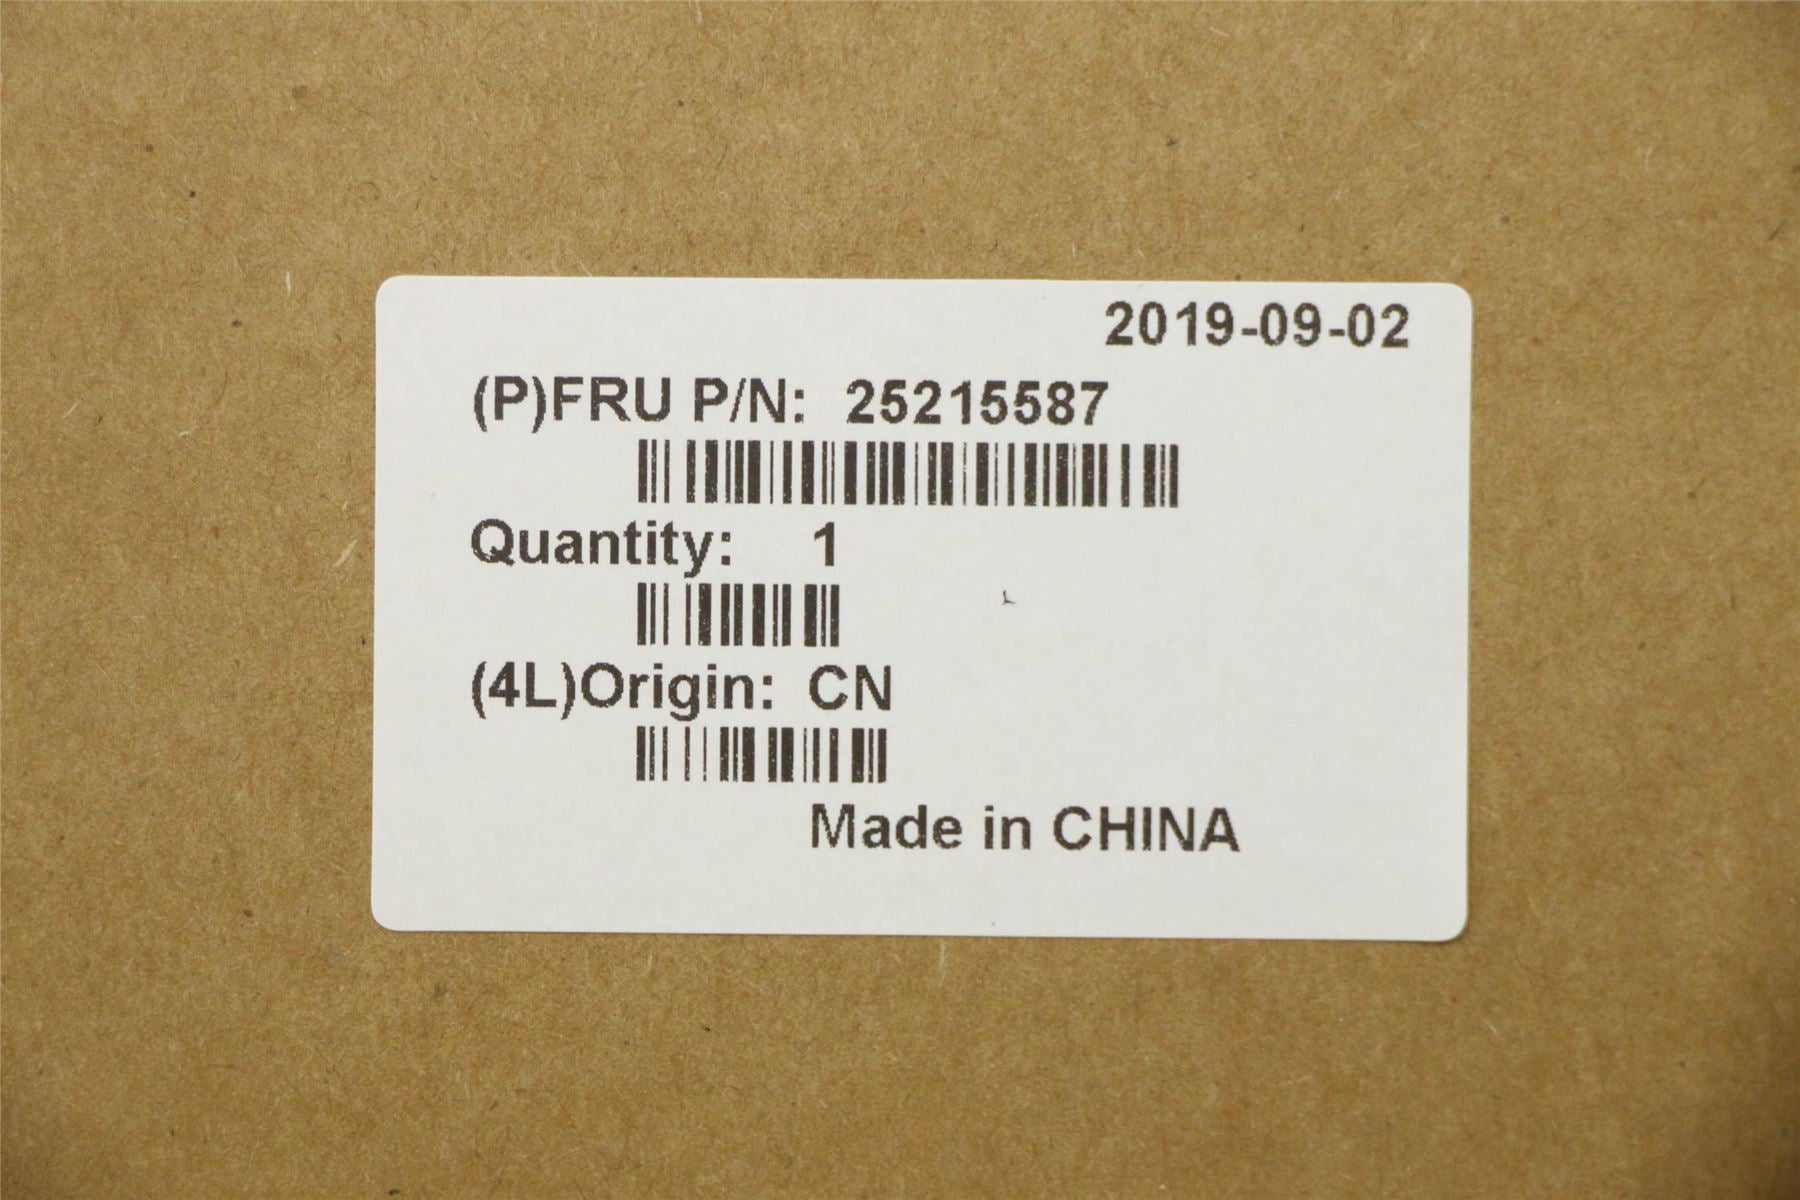 2019-09-02
(P)FRU P/N: 25215587
Quantity: 1
(4L)Origin: CN
Made in CHINA